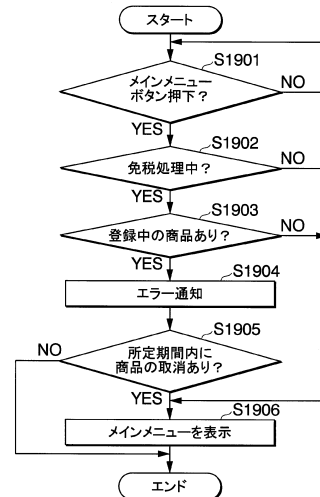 スタート
S1901
メインメニュー
ボタン押下?
NO
YES
S1902
免税処理中?
NO
YES
S1903
登録中の商品あり?
NO
YES
S1904
エラー通知
S1905
所定期間内に
商品の取消あり?
NO
YES
S1906
メインメニューを表示
エンド